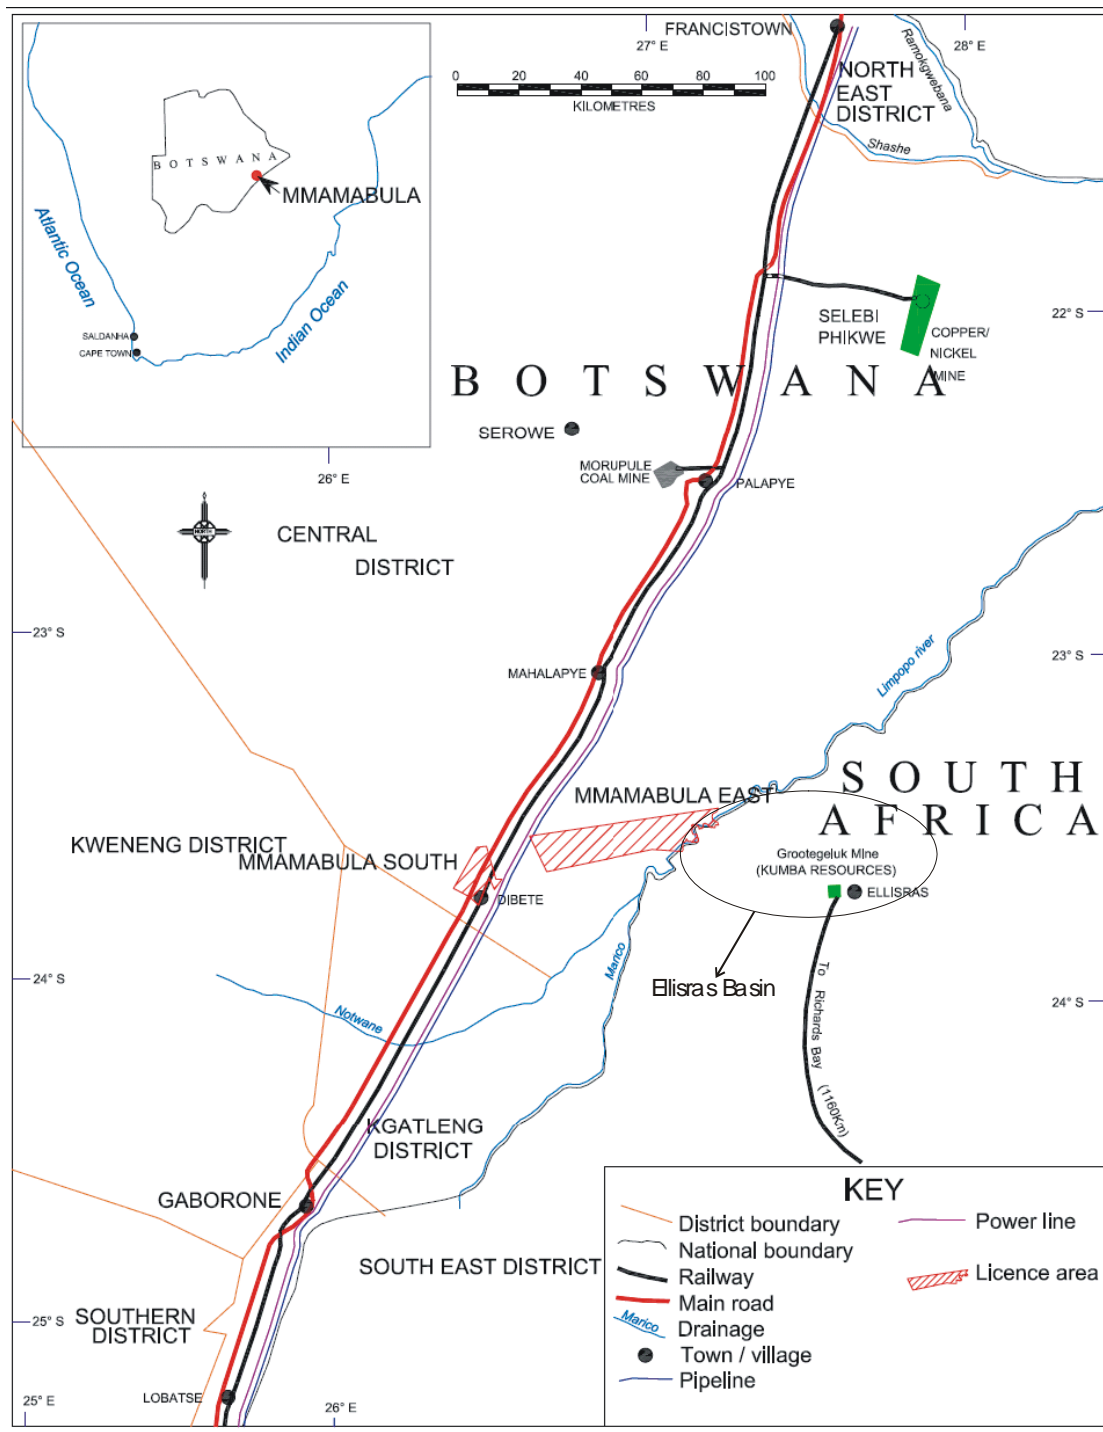 FRANCISTOWN
27° E
28° E
0 20 40 60 80 100
KILOMETRES
NORTH
EAST
DISTRICT
Ramokgwebana
Shashe
BOTSWANA
MMAMABULA
Atlantic Ocean
Indian Ocean
SALDANHA
CAPE TOWN
SELEBI
PHIKWE
22° S
COPPER/
NICKEL
MINE
BOTSWANA
SEROWE
MORUPULE
COAL MINE
PALAPYE
26° E
NORTH
CENTRAL
DISTRICT
23° S
23° S
MAHALAPYE
Limpopo river
SOUTH
AFRICA
MMAMABULA EAST
KWENENG DISTRICT
MMAMABULA SOUTH
Grootegeluk Mine
(KUMBA RESOURCES)
ELLISRAS
DIBETE
Marico
Ellisras Basin
24° S
24° S
Notwane
To Richards Bay (1160Km)
KGATLENG
DISTRICT
GABORONE
SOUTH EAST DISTRICT
SOUTHERN
DISTRICT
25° S
LOBATSE
25° E
26° E
KEY
District boundary
National boundary
Railway
Main road
Marico
Drainage
Town / village
Pipeline
Power line
Licence area